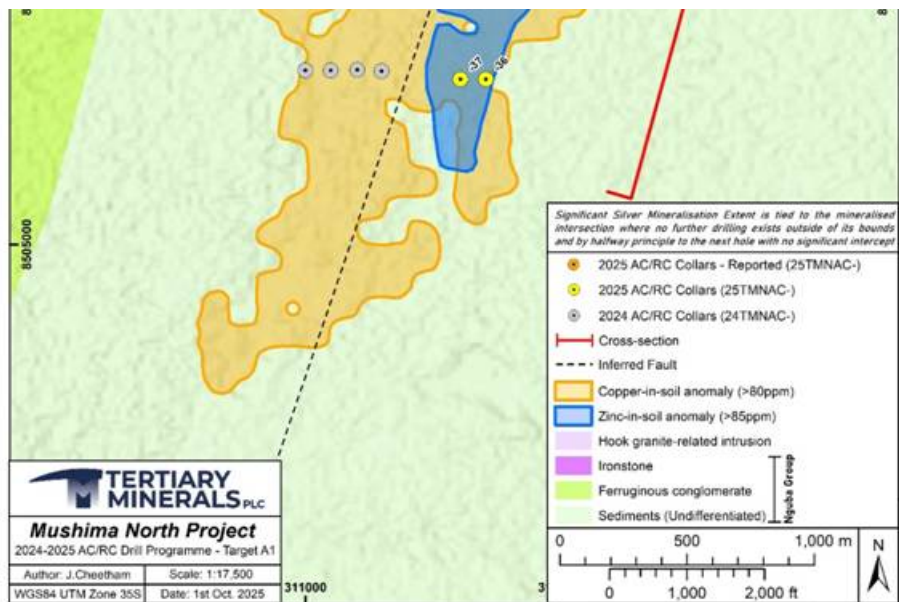 -37
-36
8505000
Significant Silver Mineralisation Extent is tied to the mineralised
intersection where no further drilling exists outside of its bounds
and by halfway principle to the next hole with no significant intercept
2025 AC/RC Collars - Reported (25TMNAC-)
2025 AC/RC Collars (25TMNAC-)
2024 AC/RC Collars (24TMNAC-)
Cross-section
Inferred Fault
Copper-in-soil anomaly (>80ppm)
Zinc-in-soil anomaly (>85ppm)
Hook granite-related intrusion
Ironstone
Ferruginous conglomerate
Sediments (Undifferentiated)
Nguba Group
0 500 1,000 m
0 1,000 2,000 ft
N
TERTIARY
MINERALS PLC
Mushima North Project
2024-2025 AC/RC Drill Programme - Target A1
Author: J.Cheetham Scale: 1:17,500
WGS84 UTM Zone 35S Date: 1st Oct. 2025
311000